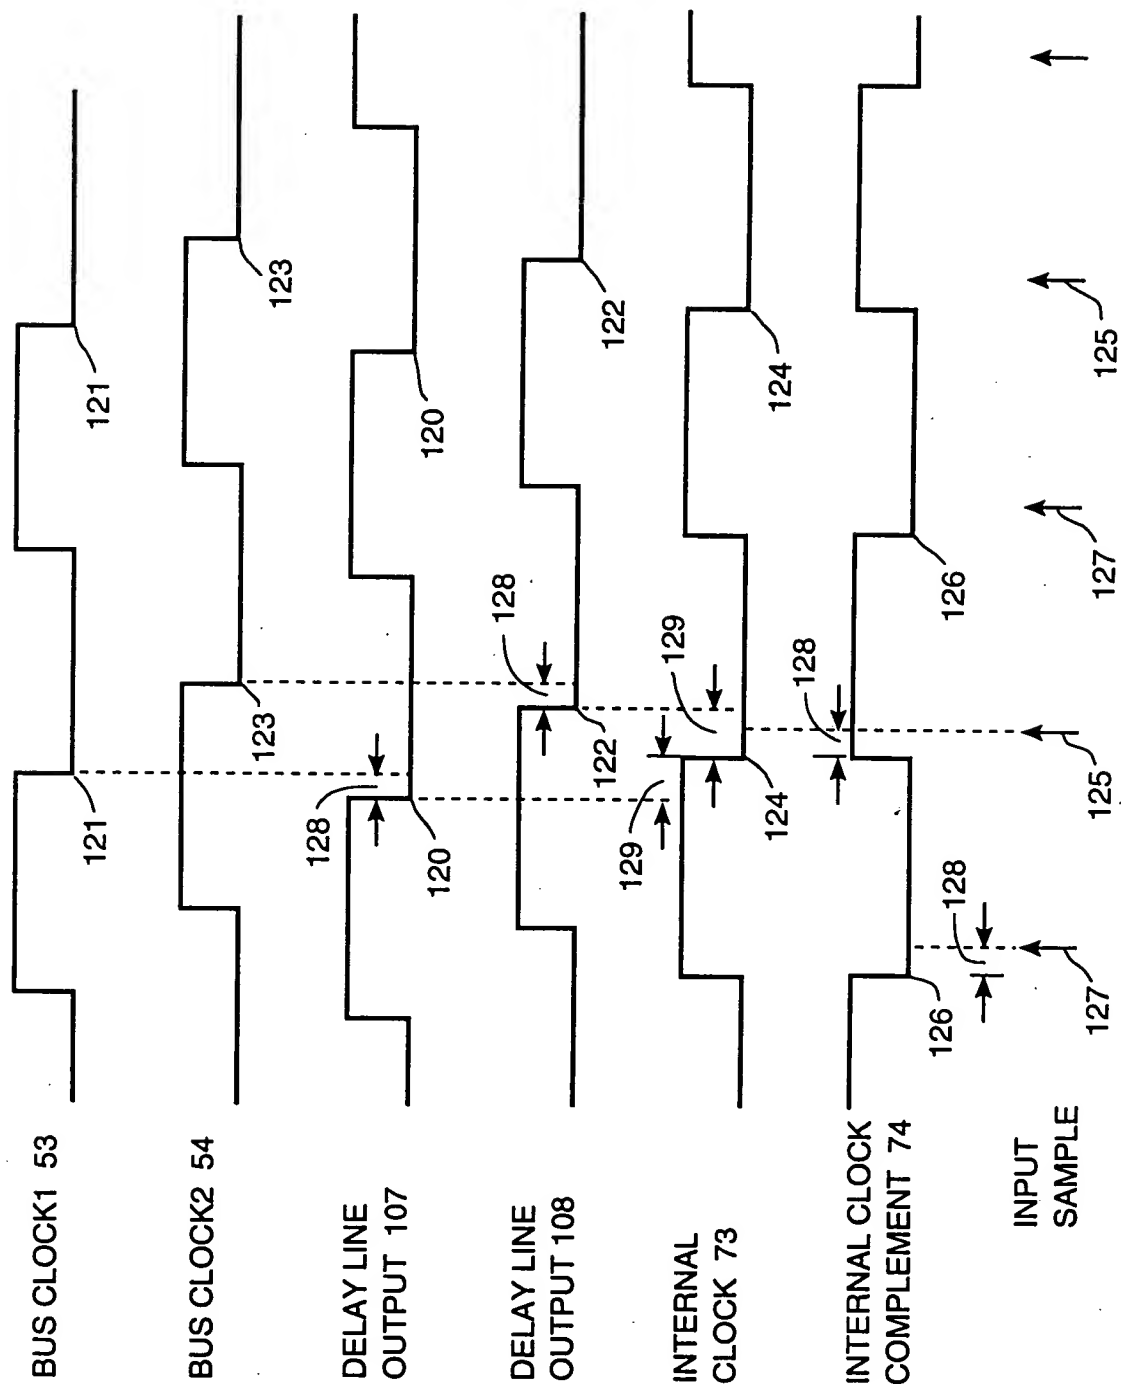 BUS CLOCK1 53
121
121
BUS CLOCK2 54
123
123
DELAY LINE
OUTPUT 107
128
120
120
DELAY LINE
OUTPUT 108
128
122
122
INTERNAL
CLOCK 73
129
129
124
124
INTERNAL CLOCK
COMPLEMENT 74
128
126
128
126
INPUT
SAMPLE
127
125
127
125